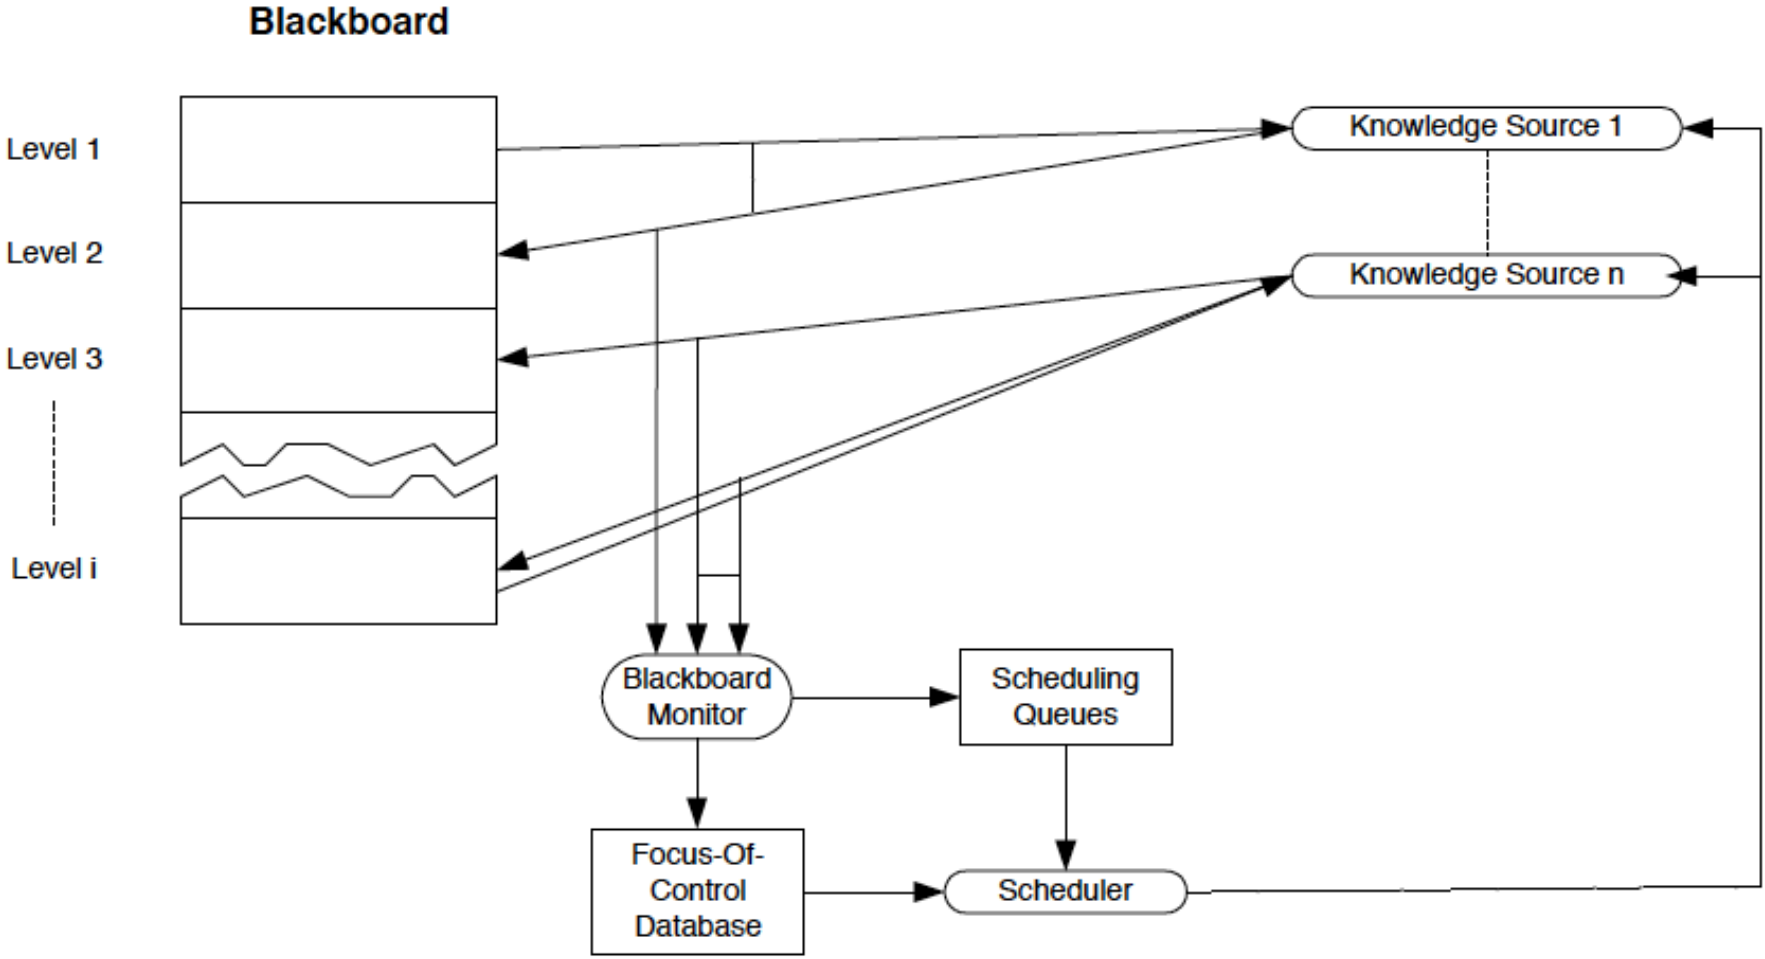 Blackboard
Level 1
Knowledge Source 1
Level 2
Knowledge Source n
Level 3
Level i
Blackboard
Monitor
Scheduling
Queues
Focus-Of-
Control
Database
Scheduler